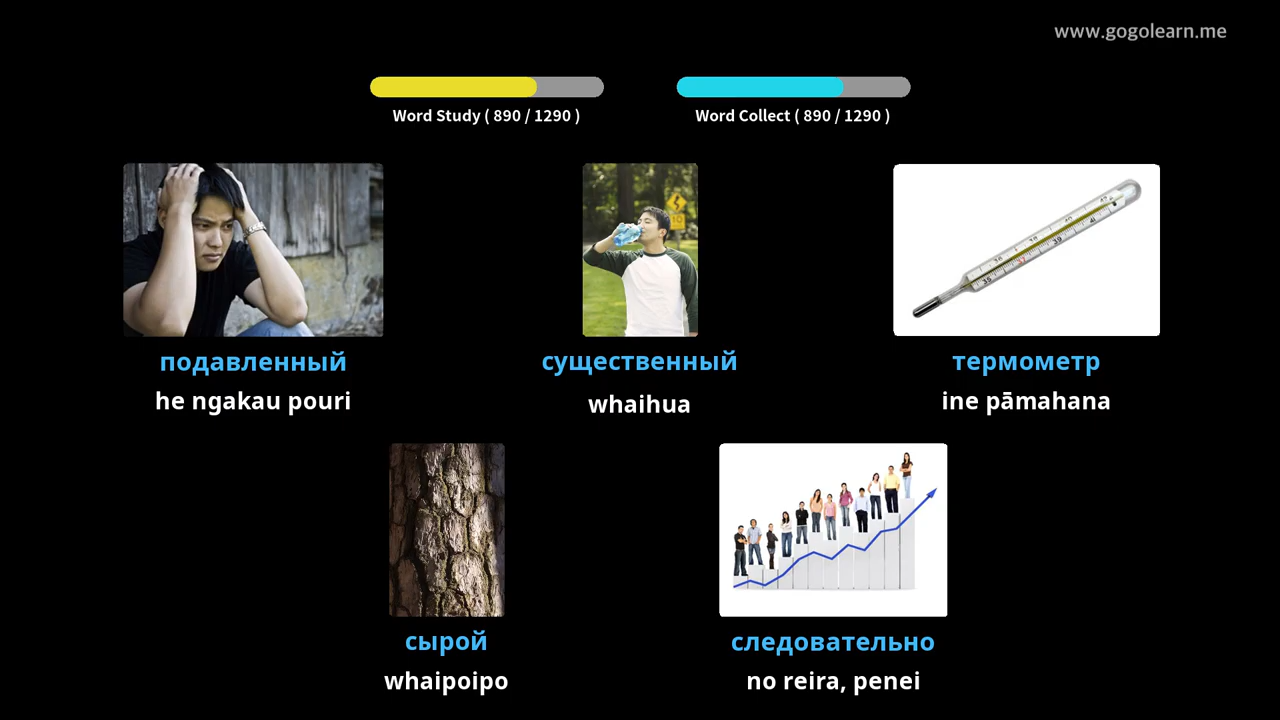 www.gogolearn.me
Word Study ( 890 / 1290 )
Word Collect ( 890 / 1290 )
подавленный
he ngakau pouri
существенный
whaihua
термометр
ine pāmahana
сырой
whaipoipo
следовательно
no reira, penei